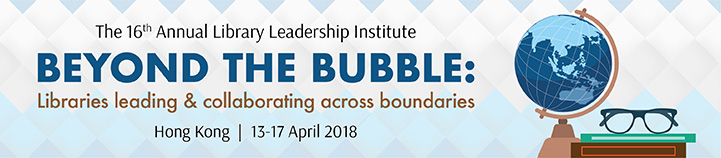 The 16th Annual Library Leadership Institute
BEYOND THE BUBBLE:
Libraries leading & collaborating across boundaries
Hong Kong | 13-17 April 2018